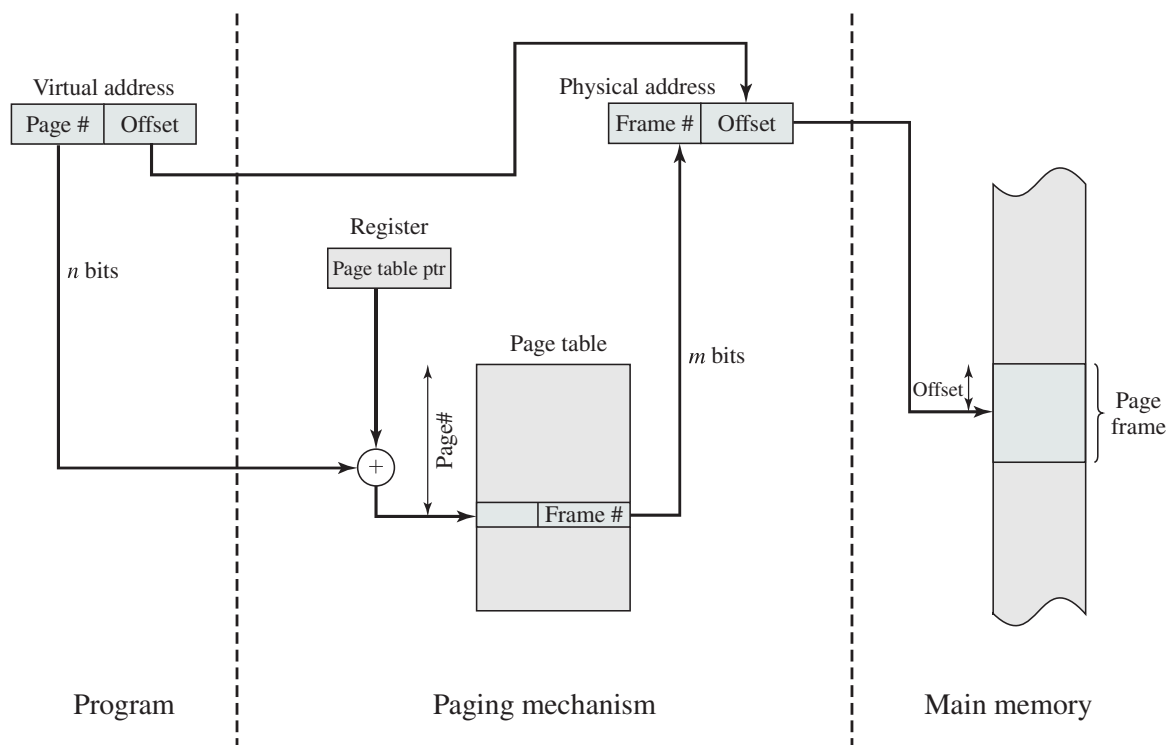 Virtual address
Page # Offset
Physical address
Frame # Offset
Register
Page table ptr
n bits
Page table
m bits
Page#
+
Frame #
Offset
Page
frame
Program
Paging mechanism
Main memory